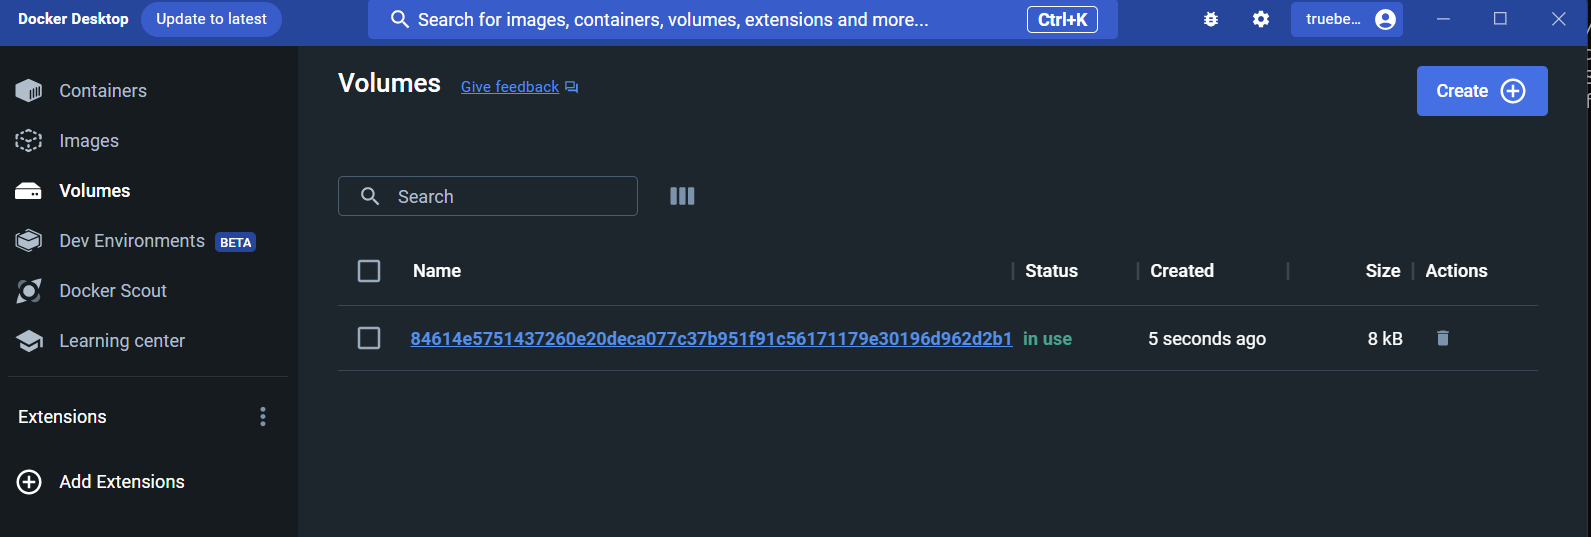 Docker Desktop Update to latest Search for images, containers, volumes, extensions and more... Ctrl+K truebe...
Containers
Images
Volumes
Dev Environments BETA
Docker Scout
Learning center
Extensions
Add Extensions
Volumes Give feedback
Create
Search
Name Status Created Size Actions
84614e5751437260e20deca077c37b951f91c56171179e30196d962d2b1 in use 5 seconds ago 8 kB